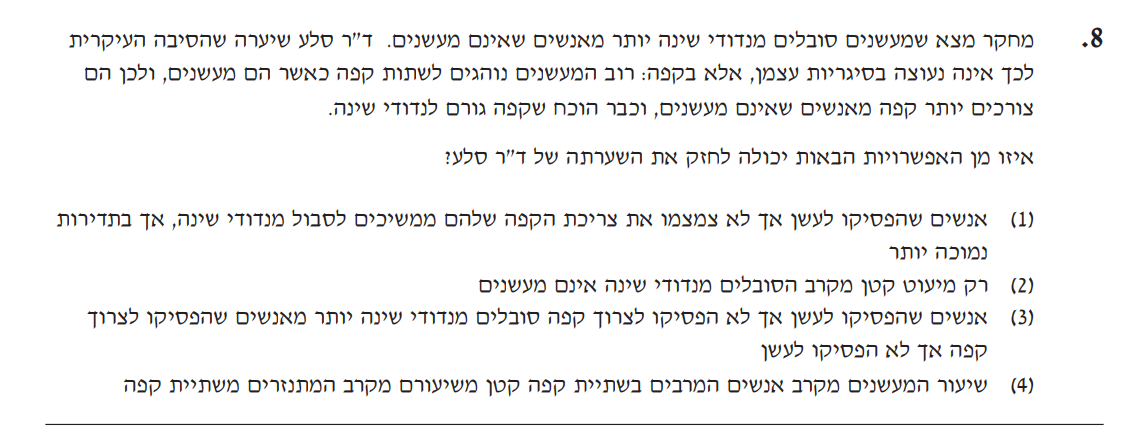 8. מחקר מצא שמעשנים סובלים מנדודי שינה יותר מאנשים שאינם מעשנים. ד"ר סלע שיערה שהסיבה העיקרית
לכך אינה נעוצה בסיגריות עצמן, אלא בקפה: רוב המעשנים נוהגים לשתות קפה כאשר הם מעשנים, ולכן הם
צורכים יותר קפה מאנשים שאינם מעשנים, וכבר הוכח שקפה גורם לנדודי שינה.
איזו מן האפשרויות הבאות יכולה לחזק את השערתה של ד"ר סלע?
(1) אנשים שהפסיקו לעשן אך לא צמצמו את צריכת הקפה שלהם ממשיכים לסבול מנדודי שינה, אך בתדירות
נמוכה יותר
(2) רק מיעוט קטן מקרב הסובלים מנדודי שינה אינם מעשנים
(3) אנשים שהפסיקו לעשן אך לא הפסיקו לצרוך קפה סובלים מנדודי שינה יותר מאנשים שהפסיקו לצרוך
קפה אך לא הפסיקו לעשן
(4) שיעור המעשנים מקרב אנשים המרבים בשתיית קפה קטן משיעורם מקרב המתנזרים משתיית קפה